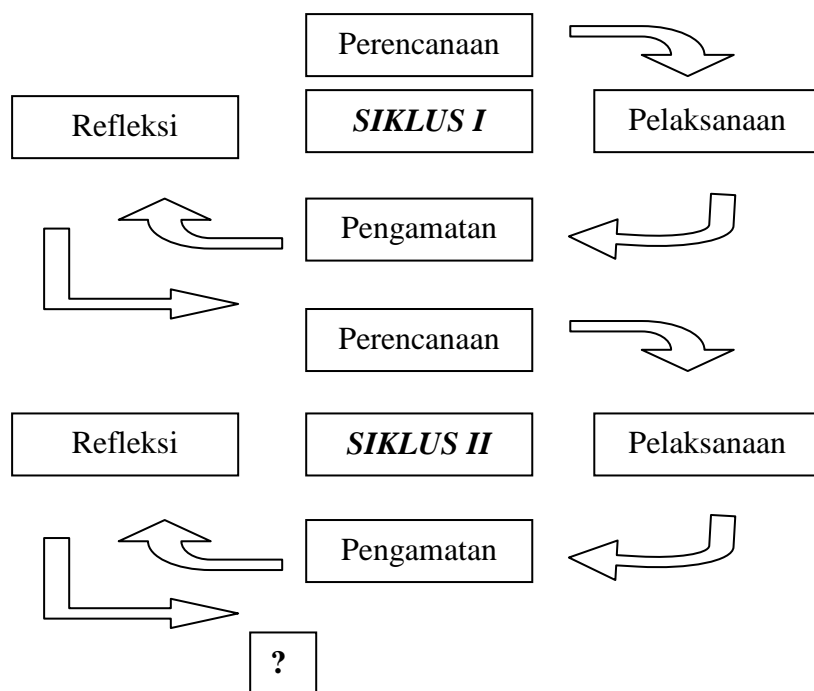 Perencanaan
Refleksi
SIKLUS I
Pelaksanaan
Pengamatan
Perencanaan
Refleksi
SIKLUS II
Pelaksanaan
Pengamatan
?